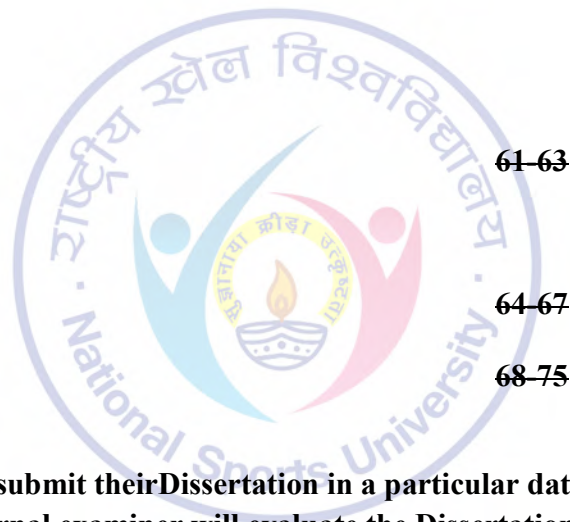 राष्ट्रीय खेल विश्वविद्यालय
सुज्ञानाया क्रीड़ा उत्कृष्टता
61-63
64-67
68-75
National Sports University
submit theirDissertation in a particular dat
rnal examiner will evaluate the Dissertation